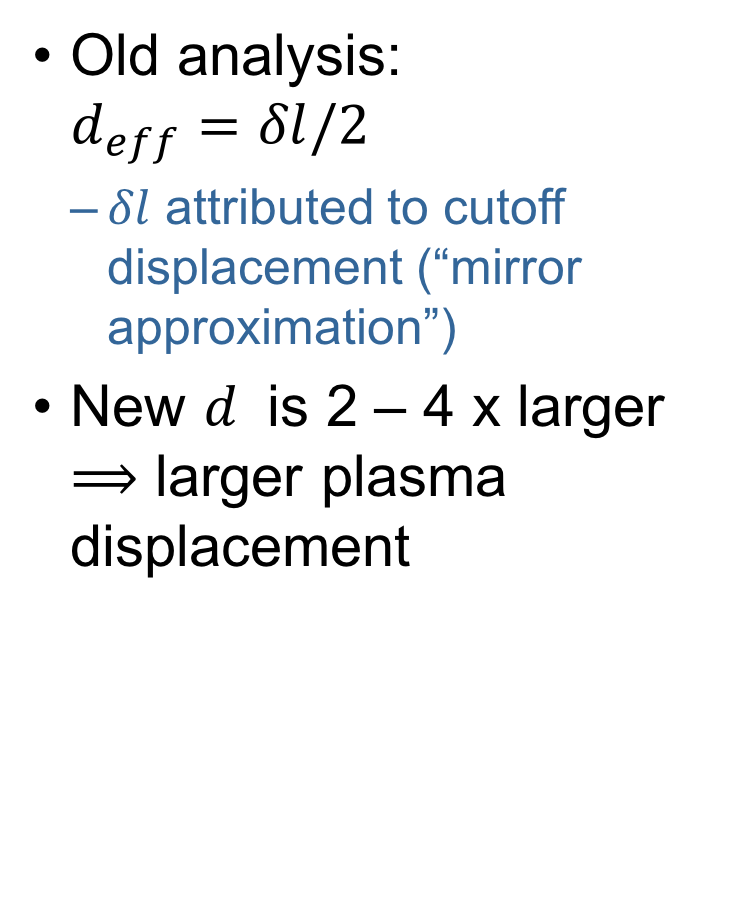 • Old analysis:
d_eff = δl/2
– δl attributed to cutoff
displacement (“mirror
approximation”)
• New d is 2 – 4 x larger
⟹ larger plasma
displacement